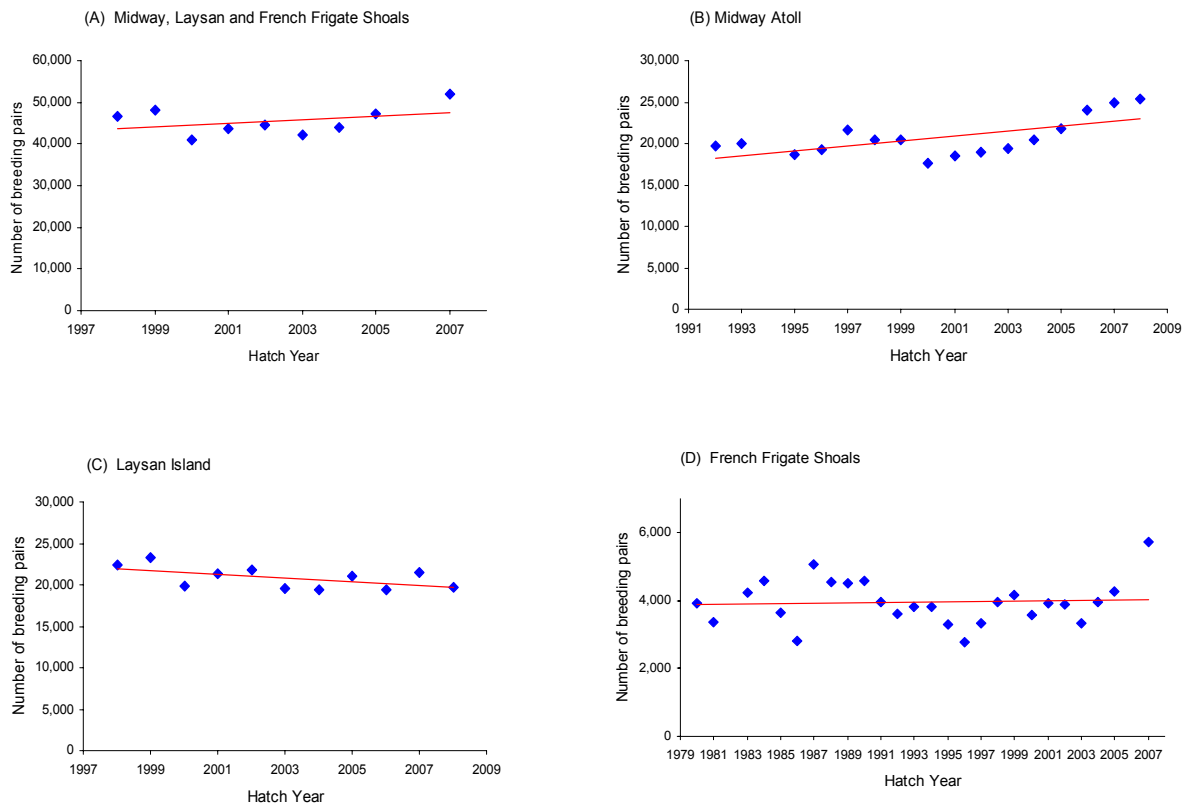 (A) Midway, Laysan and French Frigate Shoals
Number of breeding pairs
60,000
50,000
40,000
30,000
20,000
10,000
0
1997 1999 2001 2003 2005 2007
Hatch Year
(B) Midway Atoll
Number of breeding pairs
30,000
25,000
20,000
15,000
10,000
5,000
0
1991 1993 1995 1997 1999 2001 2003 2005 2007 2009
Hatch Year
(C) Laysan Island
Number of breeding pairs
30,000
25,000
20,000
15,000
10,000
5,000
0
1997 1999 2001 2003 2005 2007 2009
Hatch Year
(D) French Frigate Shoals
Number of breeding pairs
6,000
4,000
2,000
0
1979 1981 1983 1985 1987 1989 1991 1993 1995 1997 1999 2001 2003 2005 2007
Hatch Year